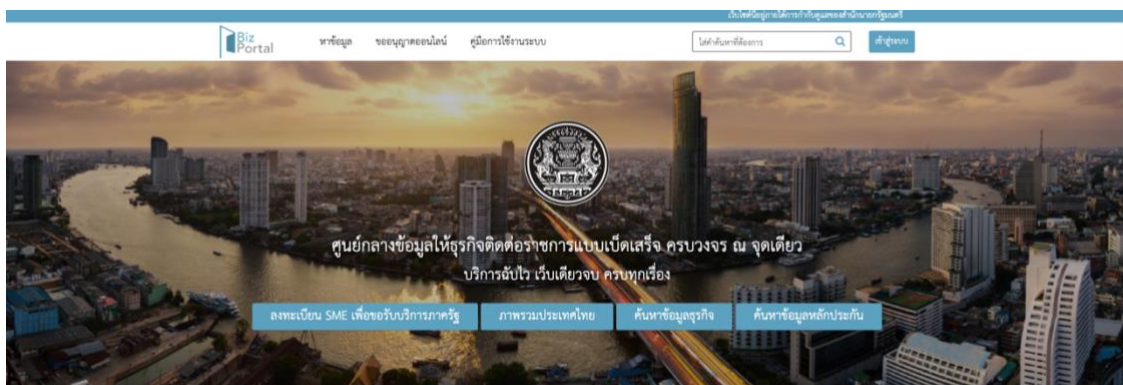 เว็บไซต์นี้อยู่ภายใต้การกำกับดูแลของสำนักนายกรัฐมนตรี
Biz
Portal
หาข้อมูล ขออนุญาตออนไลน์ คู่มือการใช้งานระบบ
ใส่คำค้นหาที่ต้องการ เข้าสู่ระบบ
ศูนย์กลางข้อมูลให้ธุรกิจติดต่อราชการแบบเบ็ดเสร็จ ครบวงจร ณ จุดเดียว
บริการฉับไว เว็บเดียวจบ ครบทุกเรื่อง
ลงทะเบียน SME เพื่อขอรับบริการภาครัฐ ภาพรวมประเทศไทย ค้นหาข้อมูลธุรกิจ ค้นหาข้อมูลหลักประกัน